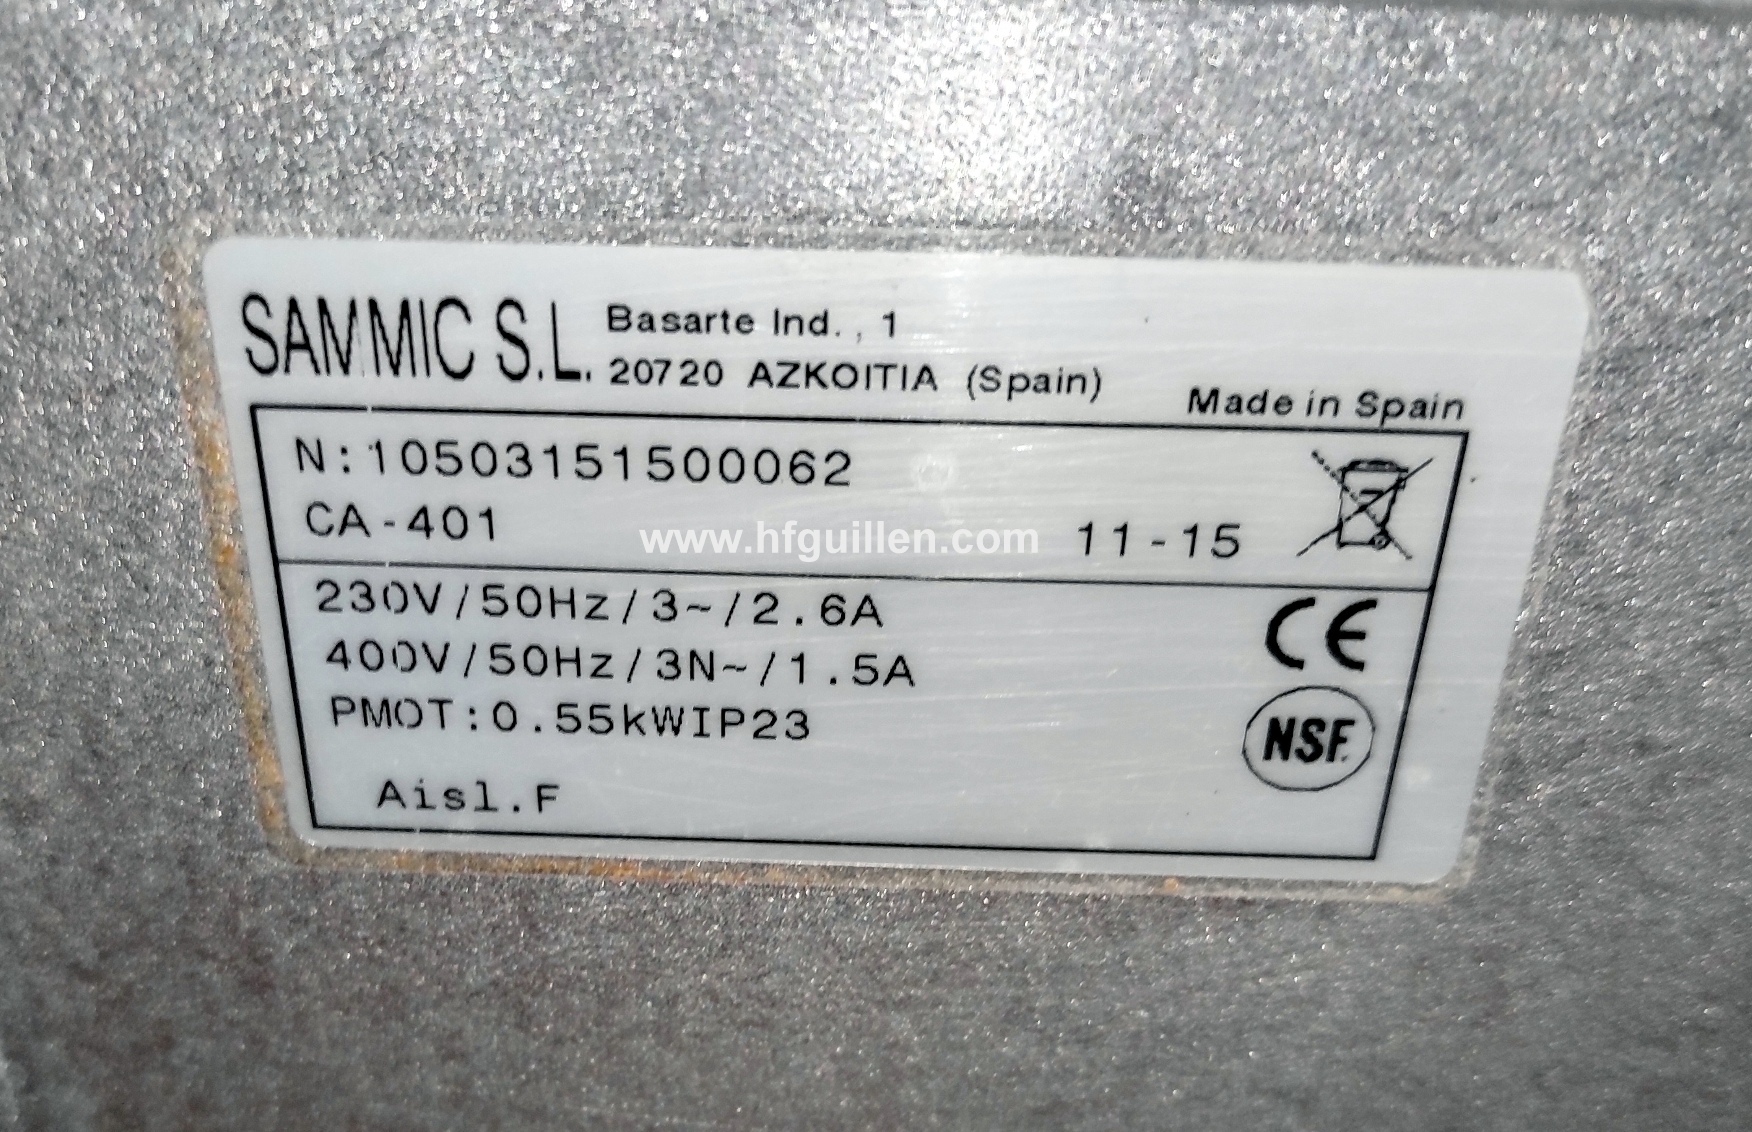 SAMMIC S.L. Basarte Ind., 1
20720 AZKOITIA (Spain)
Made in Spain
N:10503151500062
CA-401
11-15
www.hfguillen.com
230V/50Hz/3~/2.6A
400V/50Hz/3N~/1.5A
PMOT:0.55kWIP23
Aisl.F
CE
NSF.